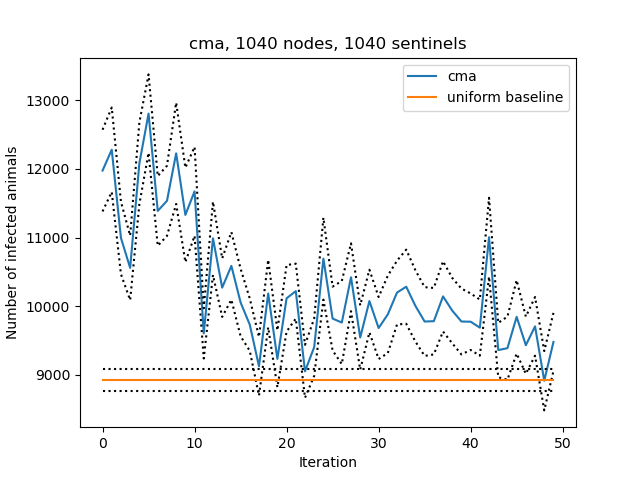 cma, 1040 nodes, 1040 sentinels
cma
uniform baseline
Number of infected animals
13000
12000
11000
10000
9000
0 10 20 30 40 50
Iteration